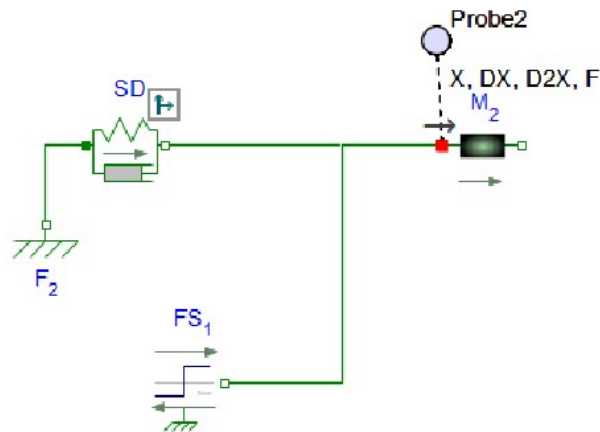 Probe2
X, DX, D2X, F
SD
M2
F2
FS1